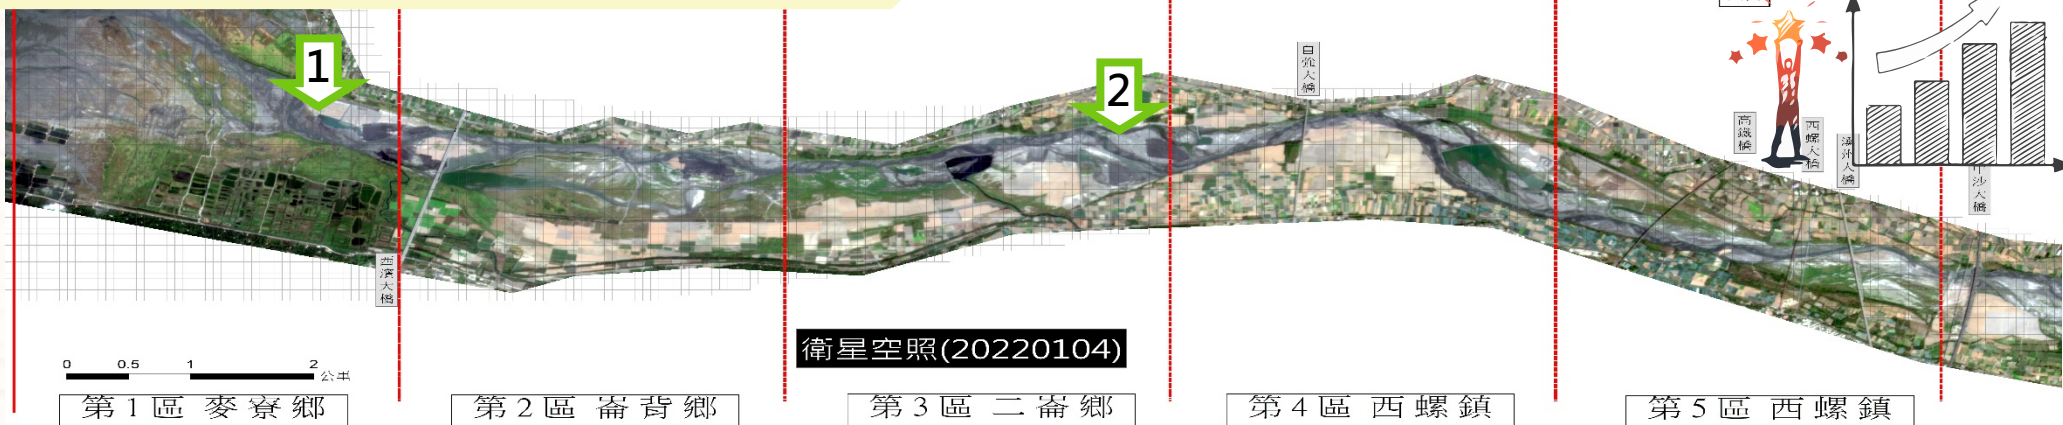 1
2
自強大橋
高鐵橋
西螺大橋
溪州大橋
中沙大橋
西濱大橋
衛星空照(20220104)
0 0.5 1 2 公里
第1區 麥寮鄉
第2區 崙背鄉
第3區 二崙鄉
第4區 西螺鎮
第5區 西螺鎮